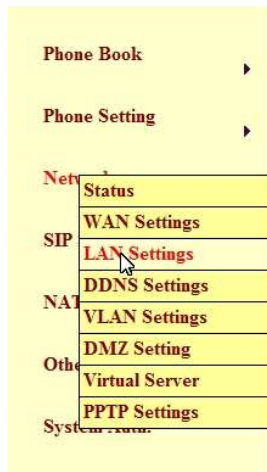 Phone Book
Phone Setting
Status
WAN Settings
SIP
LAN Settings
DDNS Settings
VLAN Settings
DMZ Setting
Virtual Server
PPTP Settings